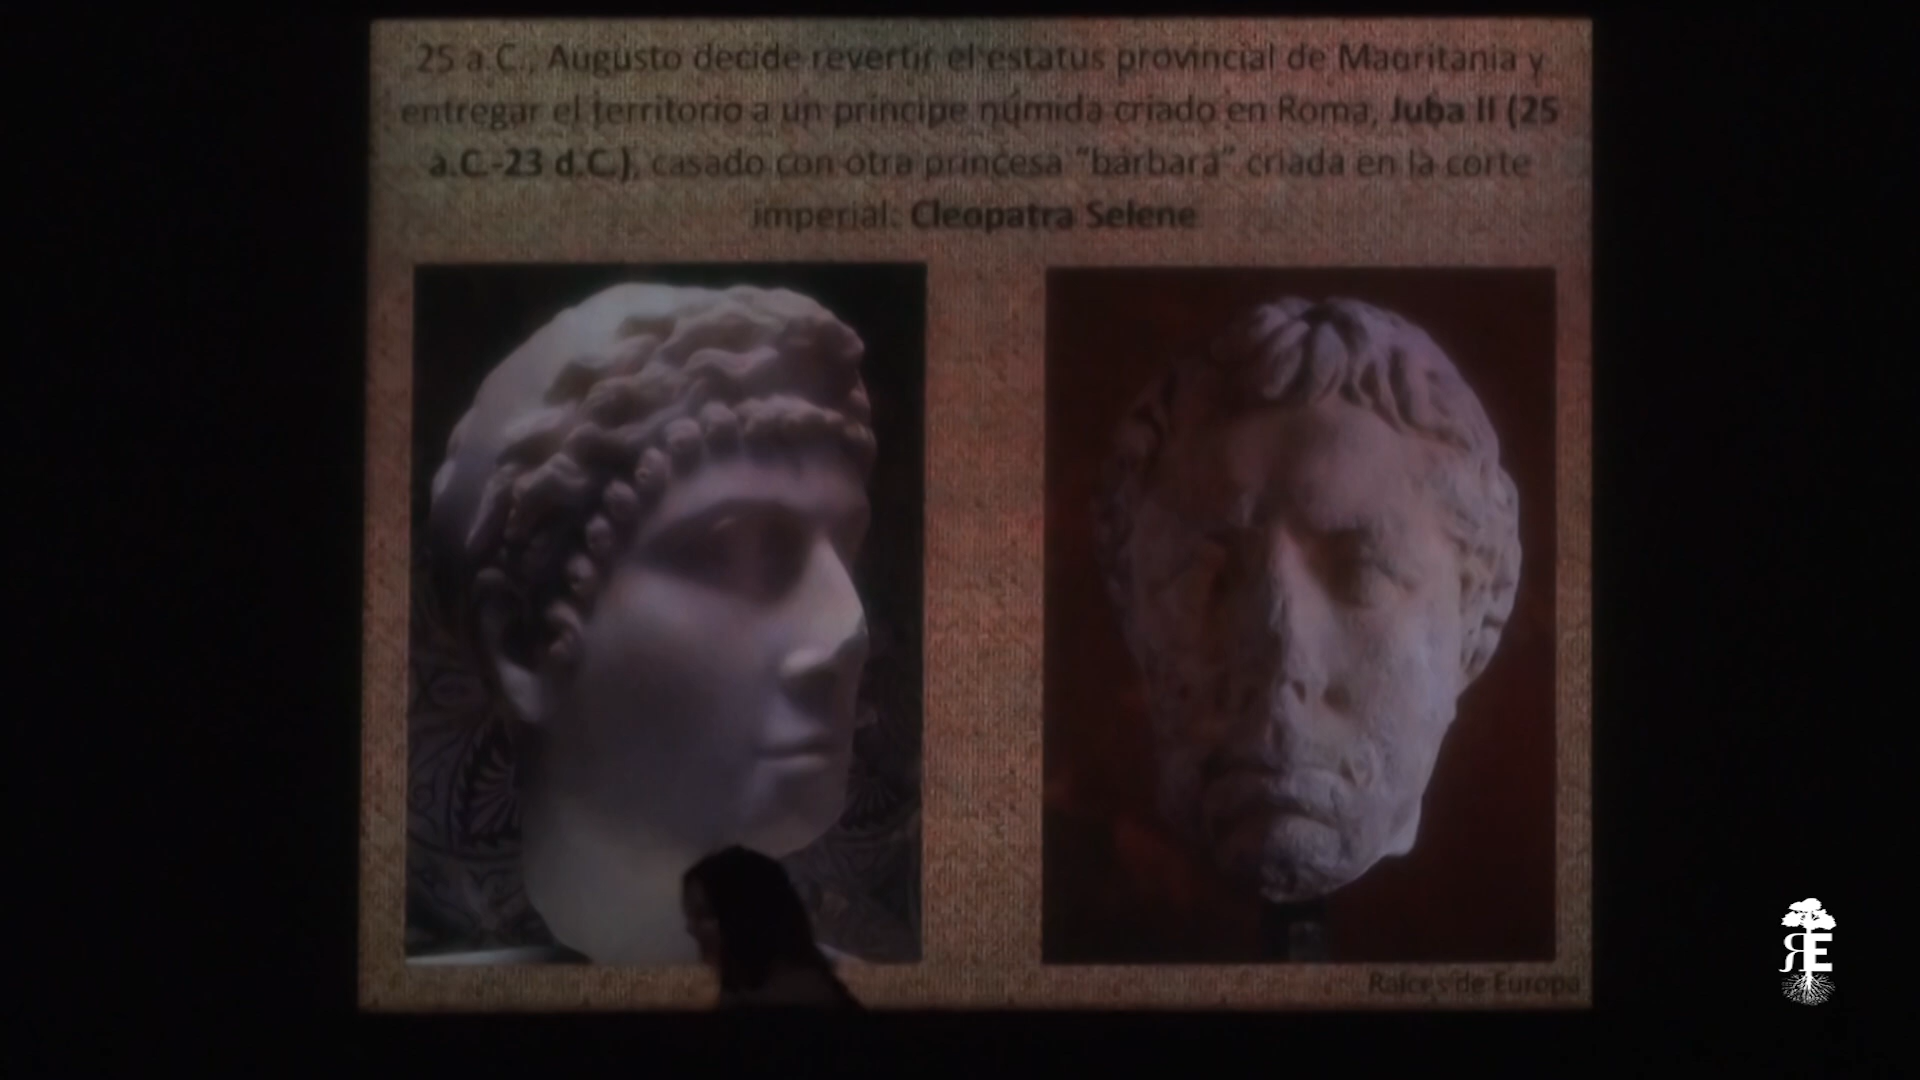 25 a.C., Augusto decide revertir el estatus provincial de Mauritania y
entregar el territorio a un príncipe númida criado en Roma, Juba II (25
a.C.-23 d.C.), casado con otra princesa "bárbara" criada en la corte
imperial: Cleopatra Selene
Raíces de Europa
RE